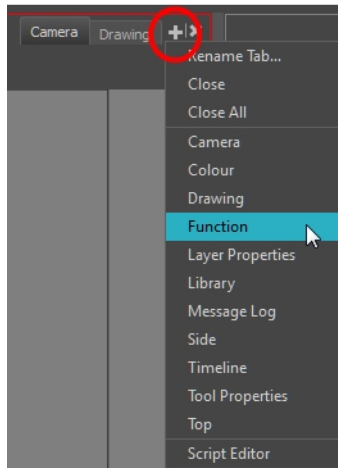 Camera Drawing
Rename Tab...
Close
Close All
Camera
Colour
Drawing
Function
Layer Properties
Library
Message Log
Side
Timeline
Tool Properties
Top
Script Editor